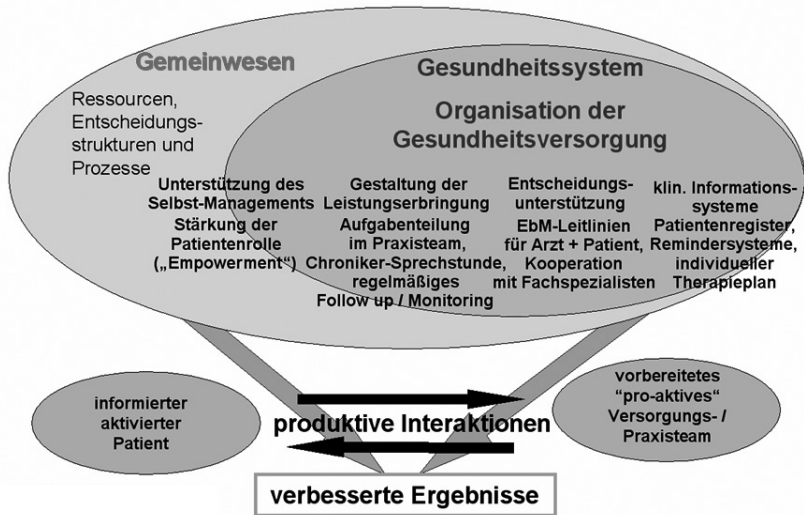 Gemeinwesen
Ressourcen,
Entscheidungs-
strukturen und
Prozesse
Gesundheitssystem
Organisation der
Gesundheitsversorgung
Unterstützung des
Selbst-Managements
Stärkung der
Patientenrolle
(„Empowerment“)
Gestaltung der
Leistungserbringung
Aufgabenteilung
im Praxisteam,
Chroniker-Sprechstunde,
regelmäßiges
Follow up / Monitoring
Entscheidungs-
unterstützung
EbM-Leitlinien
für Arzt + Patient,
Kooperation
mit Fachspezialisten
klin. Informations-
systeme
Patientenregister,
Remindersysteme,
individueller
Therapieplan
informierter
aktivierter
Patient
produktive Interaktionen
vorbereitetes
“pro-aktives“
Versorgungs- /
Praxisteam
verbesserte Ergebnisse